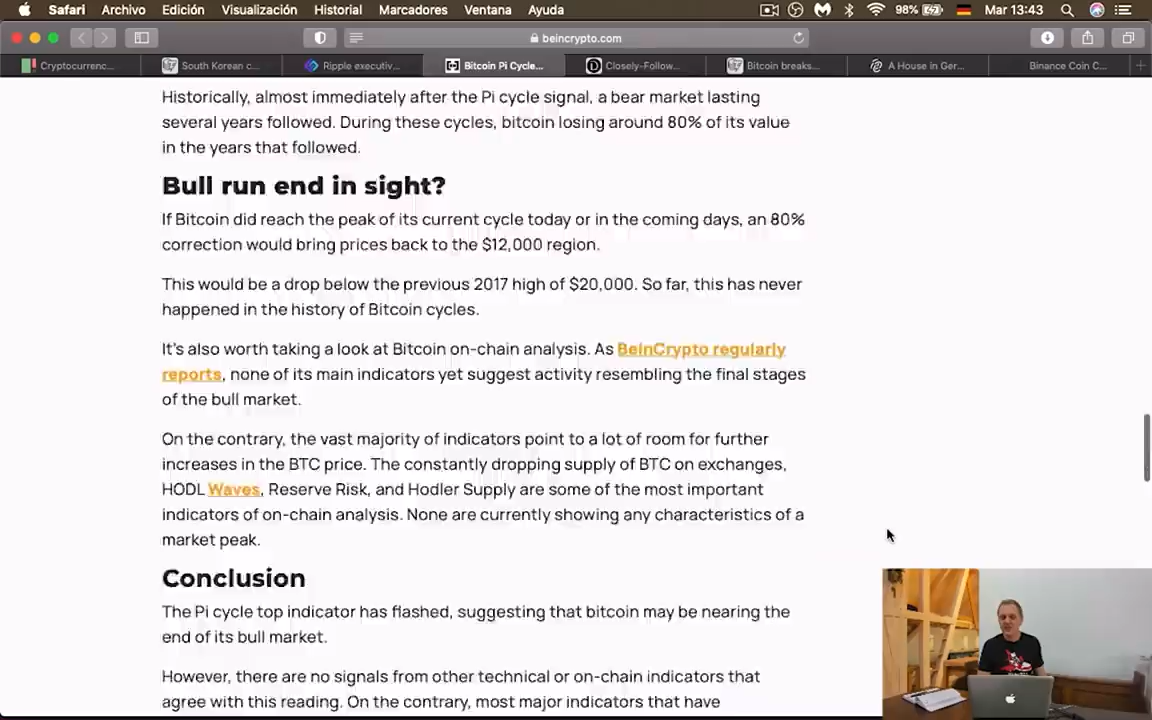 Safari Archivo Edición Visualización Historial Marcadores Ventana Ayuda 98% Mar 13:43
beincrypto.com
Cryptocurrenc... South Korean c... Ripple executiv... Bitcoin Pi Cycle... Closely-Follow... Bitcoin breaks... A House in Ger... Binance Coin C...
Historically, almost immediately after the Pi cycle signal, a bear market lasting
several years followed. During these cycles, bitcoin losing around 80% of its value
in the years that followed.
Bull run end in sight?
If Bitcoin did reach the peak of its current cycle today or in the coming days, an 80%
correction would bring prices back to the $12,000 region.
This would be a drop below the previous 2017 high of $20,000. So far, this has never
happened in the history of Bitcoin cycles.
It's also worth taking a look at Bitcoin on-chain analysis. As BeInCrypto regularly
reports, none of its main indicators yet suggest activity resembling the final stages
of the bull market.
On the contrary, the vast majority of indicators point to a lot of room for further
increases in the BTC price. The constantly dropping supply of BTC on exchanges,
HODL Waves, Reserve Risk, and Hodler Supply are some of the most important
indicators of on-chain analysis. None are currently showing any characteristics of a
market peak.
Conclusion
The Pi cycle top indicator has flashed, suggesting that bitcoin may be nearing the
end of its bull market.
However, there are no signals from other technical or on-chain indicators that
agree with this reading. On the contrary, most major indicators that have